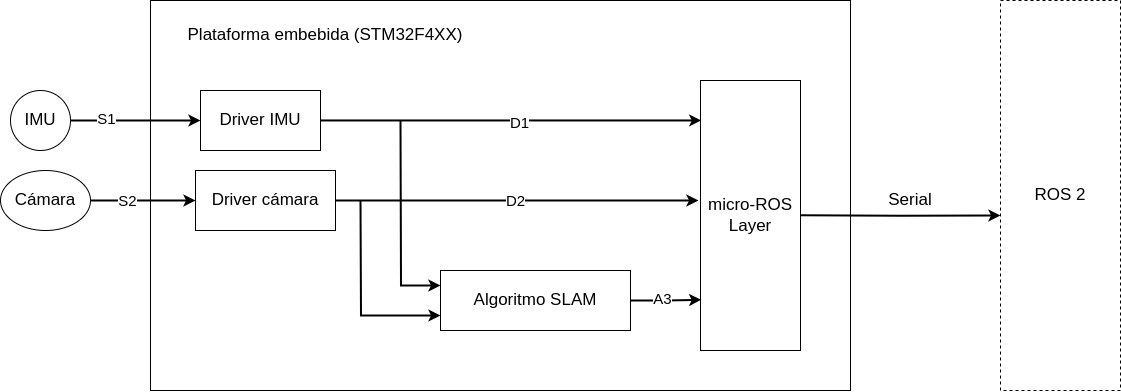 Plataforma embebida (STM32F4XX)
IMU
S1
Driver IMU
D1
Cámara
S2
Driver cámara
D2
micro-ROS
Layer
Serial
ROS 2
Algoritmo SLAM
A3